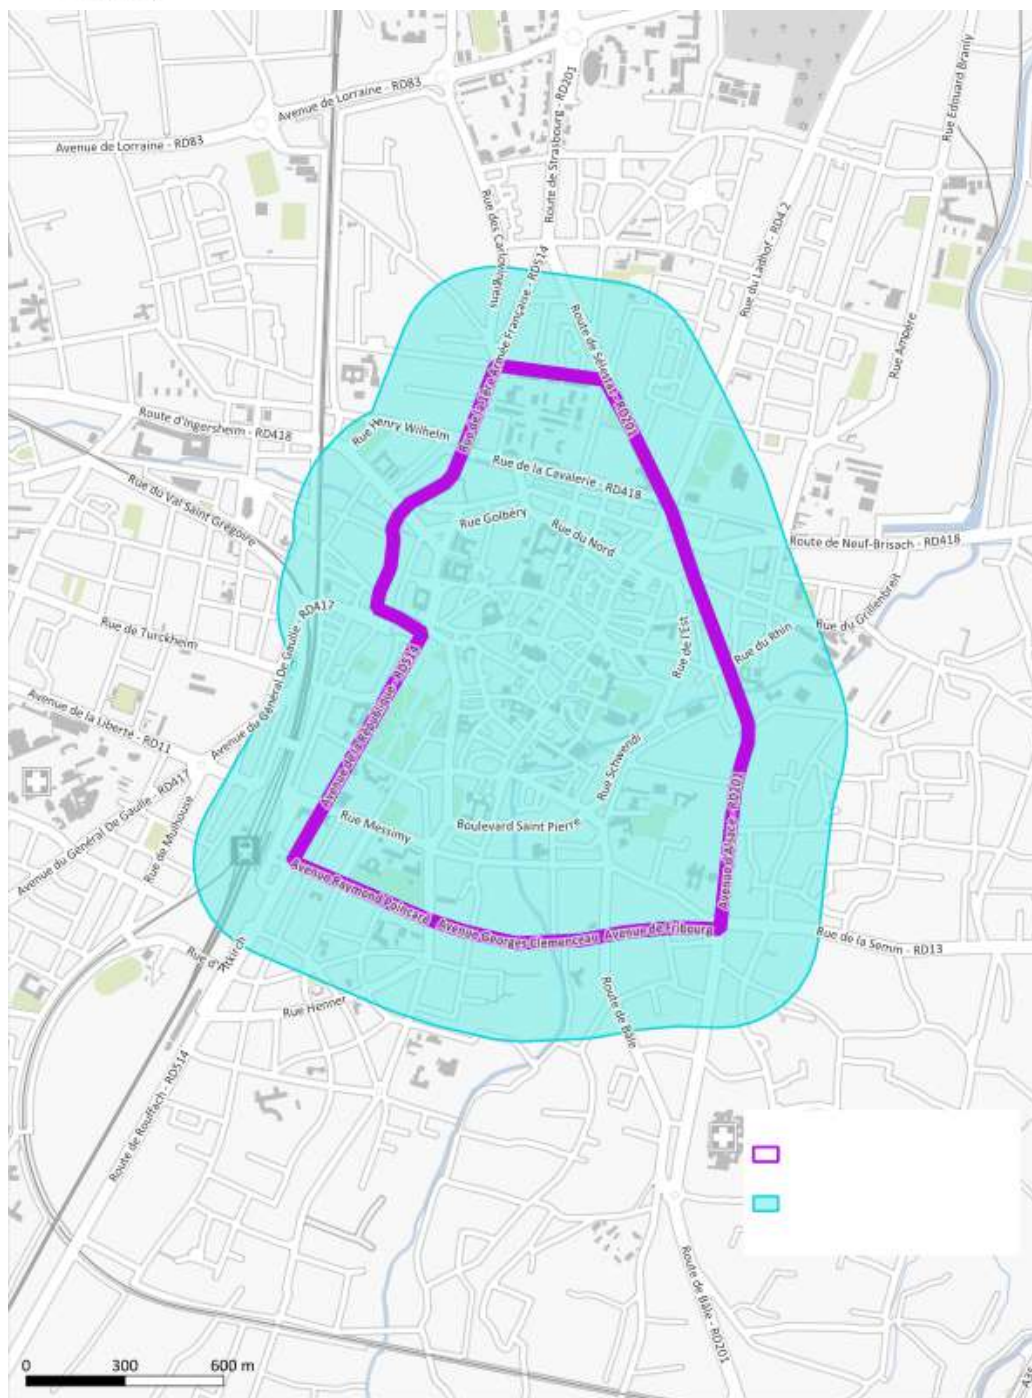 Avenue de Lorraine - RD83
Avenue de Lorraine - RD83
Route de Strasbourg - RD201
Rue Edouard Branly
Rue des Carlovingiens
Rue du Ladhof - RD4.2
Rue de la 1ère Armée Française - RD514
Route de Sélestat - RD201
Rue Ampère
Route d'Ingersheim - RD418
Rue Henry Wilhelm
Rue de la Cavalerie - RD418
Rue du Val Saint Gregoire
Rue Golbéry
Rue du Nord
Route de Neuf-Brisach - RD418
Rue du Grillenbreit
Rue de Turckheim
Avenue du Général De Gaulle - RD417
Rue de l'Est
Rue du Rhin
Avenue de la Liberté - RD11
Avenue de la République - RD514
Rue Schwendi
Avenue du Général De Gaulle - RD417
Rue de Mulhouse
Rue Messimy
Boulevard Saint Pierre
Avenue d'Alsace - RD201
Avenue Raymond Poincaré
Avenue Georges Clemenceau
Avenue de Fribourg
Rue de la Semm - RD13
Rue d'Altkirch
Rue Henner
Route de Bâle
Route de Rouffach - RD514
Route de Bâle - RD201
0 300 600 m